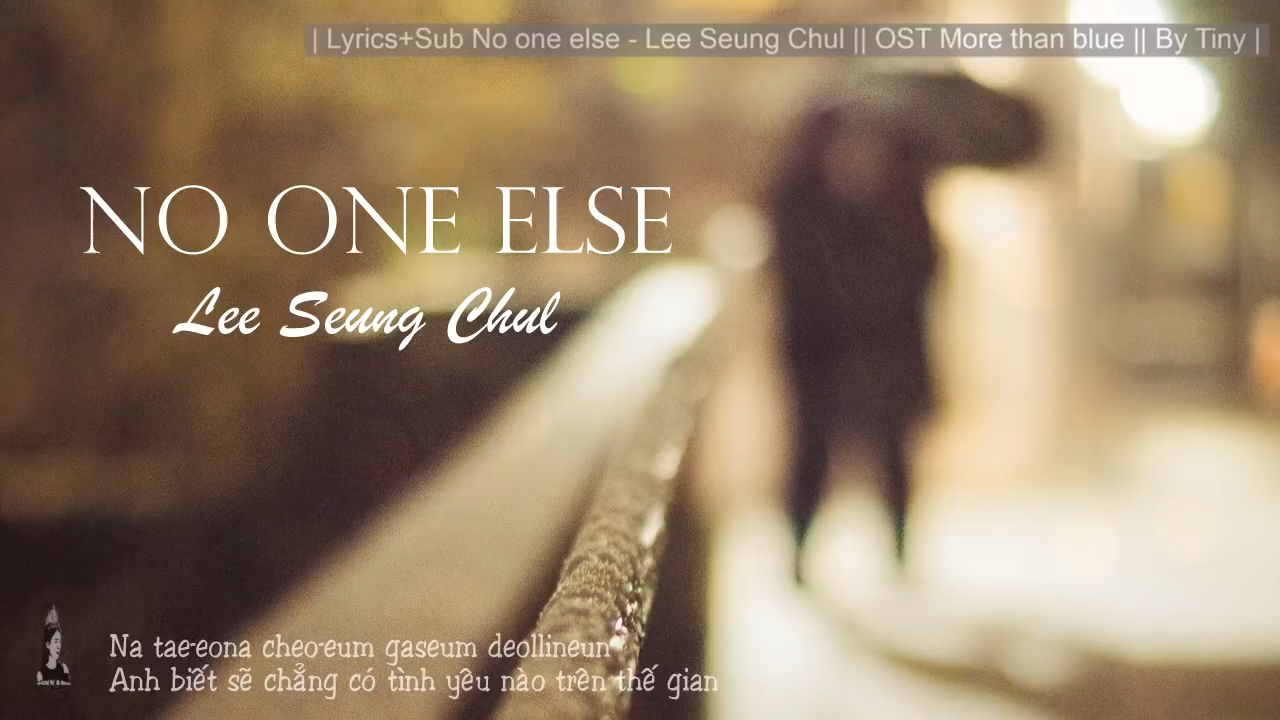 | Lyrics+Sub No one else - Lee Seung Chul || OST More than blue || By Tiny |
NO ONE ELSE
Lee Seung Chul
Na tae-eona cheo-eum gaseum deollineun
Anh biết sẽ chẳng có tình yêu nào trên thế gian